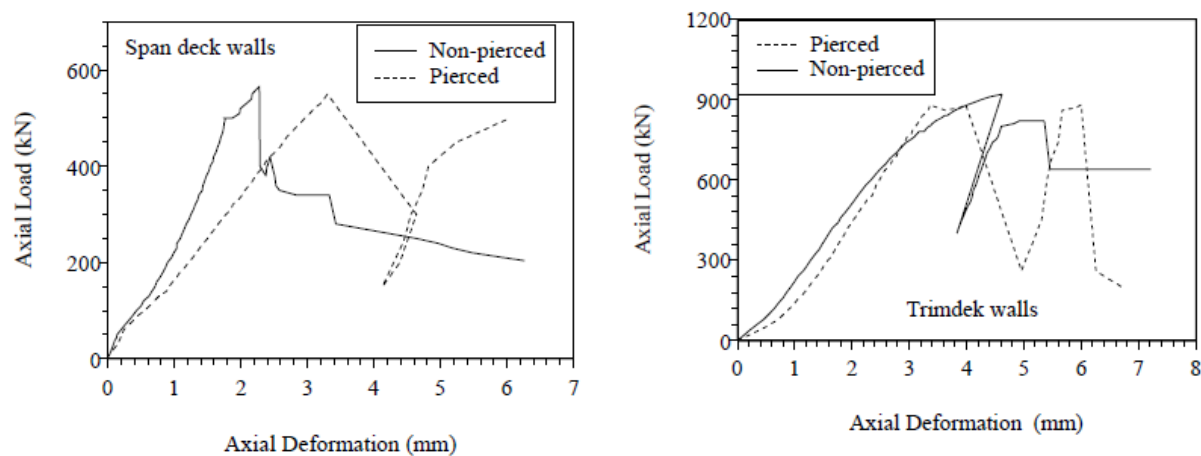 Span deck walls
Non-pierced
Pierced
600
400
200
0
0 1 2 3 4 5 6 7
Axial Load (kN)
Axial Deformation (mm)
1200
900
600
300
0
Pierced
Non-pierced
Trimdek walls
0 1 2 3 4 5 6 7 8
Axial Load (kN)
Axial Deformation (mm)